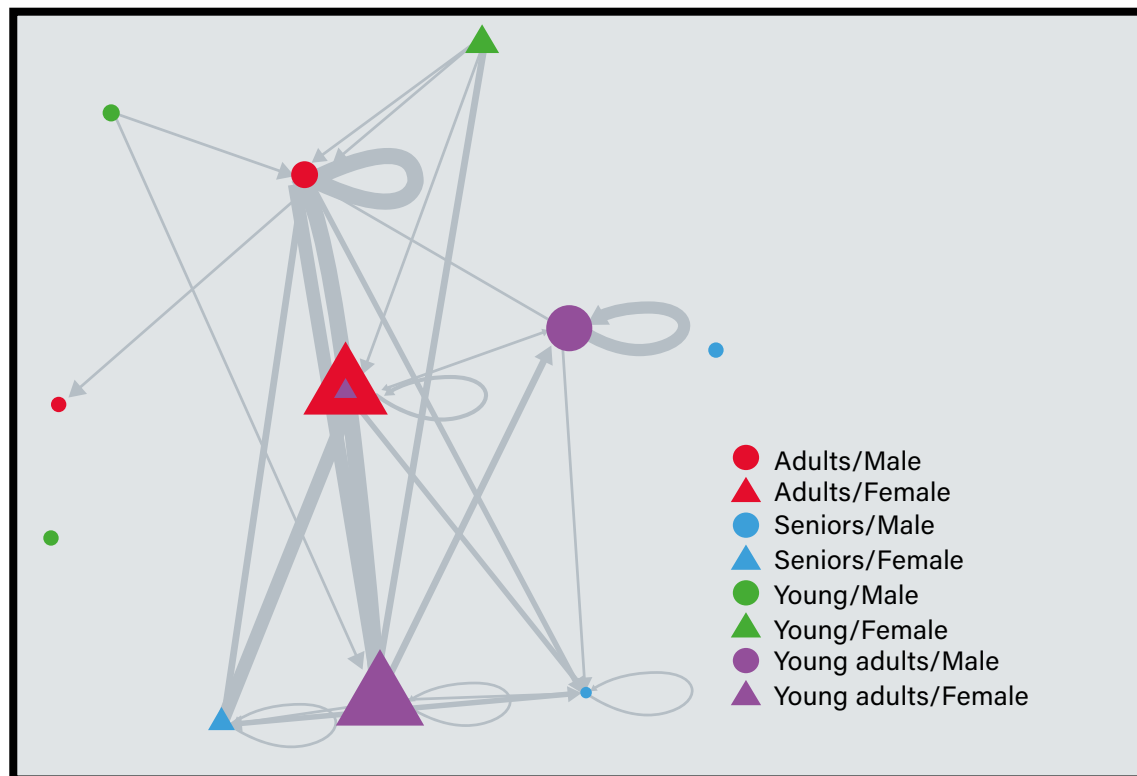 Adults/Male
Adults/Female
Seniors/Male
Seniors/Female
Young/Male
Young/Female
Young adults/Male
Young adults/Female